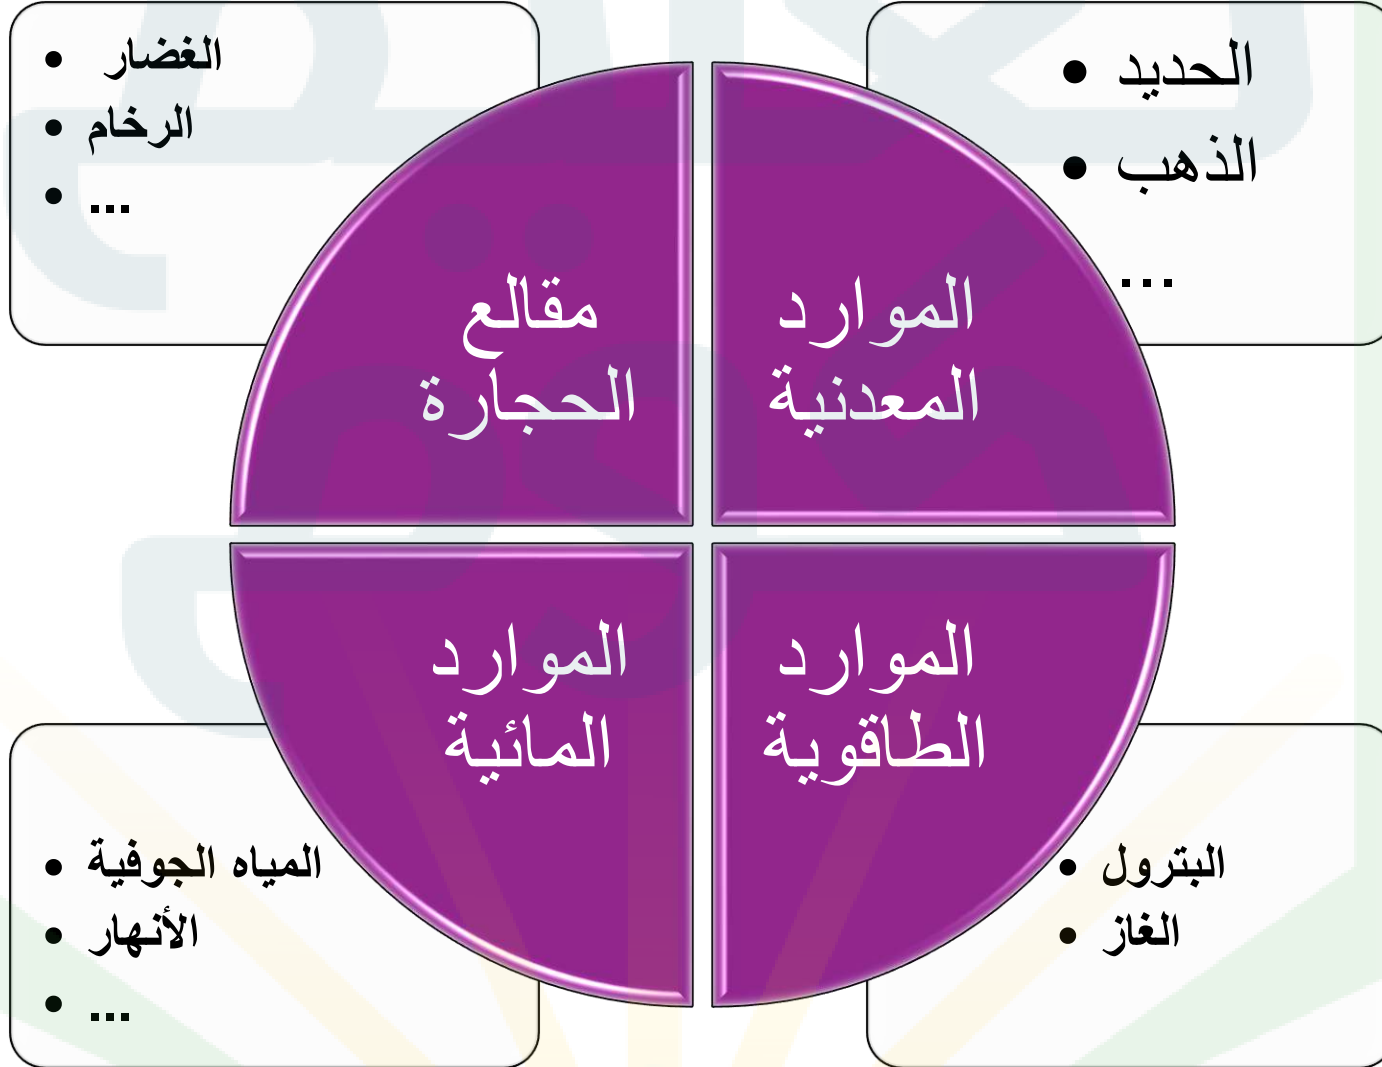 • الحديد
• الذهب
...
• الغضار
• الرخام
• ...
الموارد
المعدنية
مقالع
الحجارة
الموارد
الطاقوية
الموارد
المائية
• البترول
• الغاز
• المياه الجوفية
• الأنهار
• ...